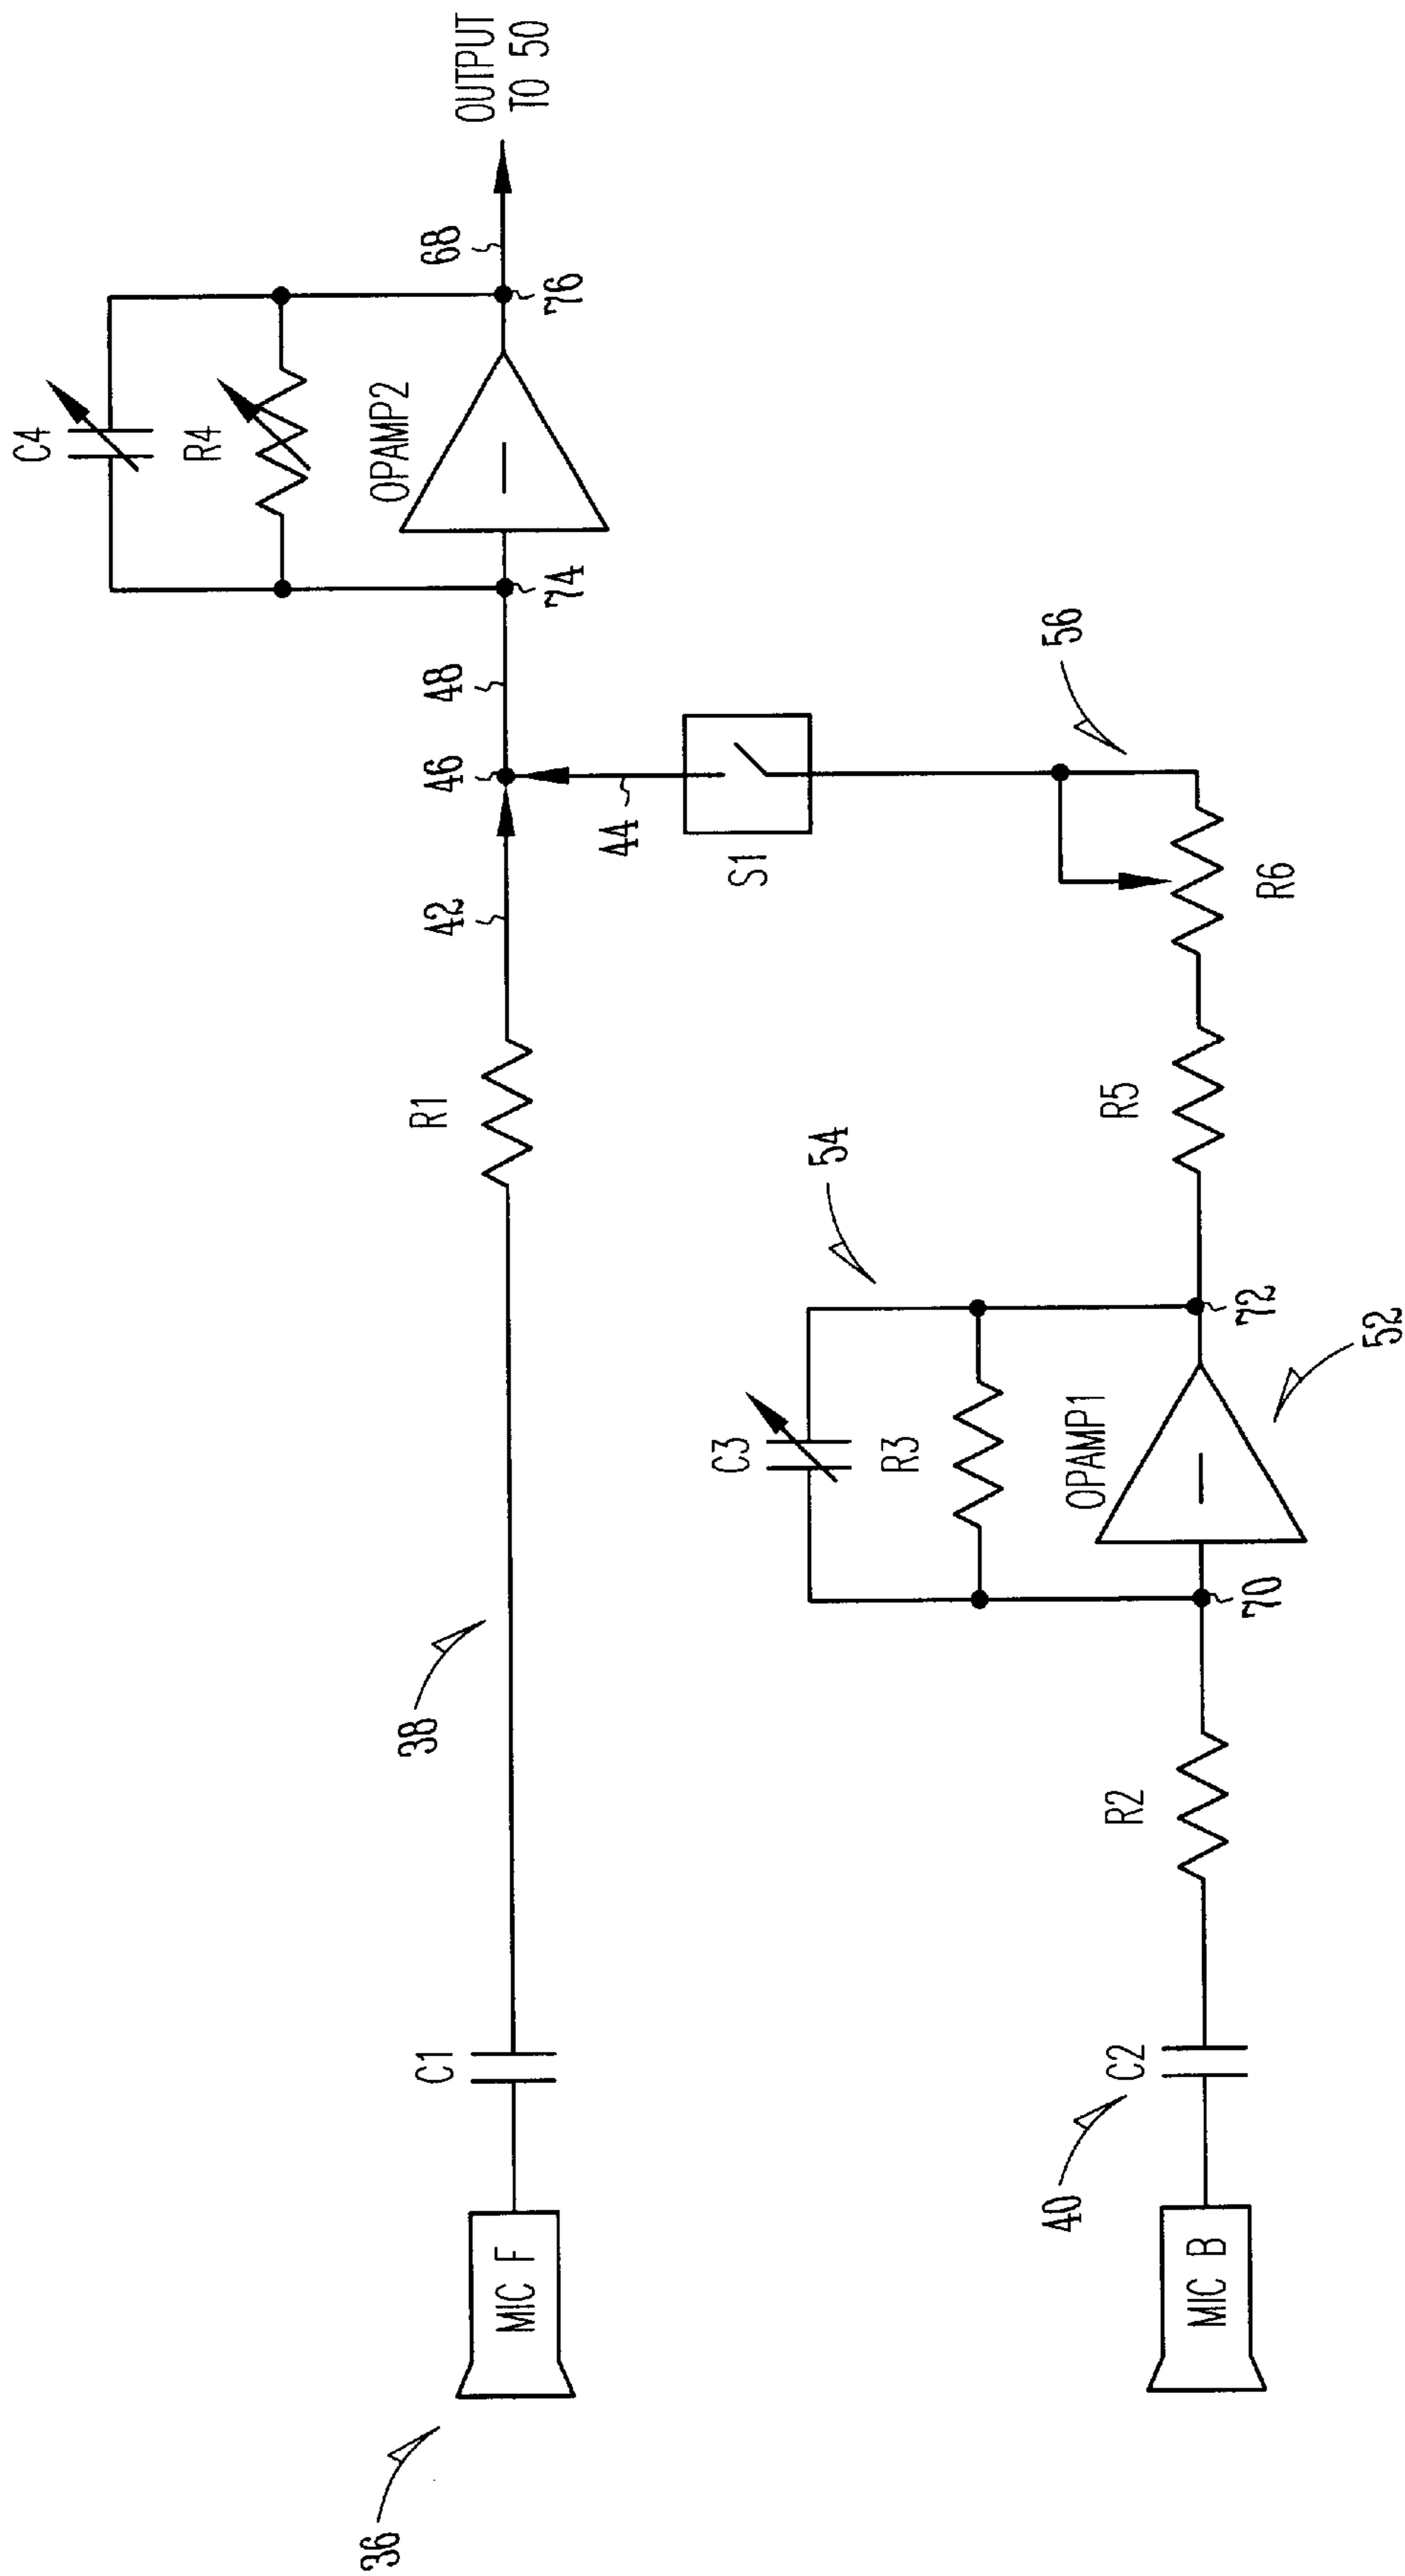 OUTPUT
TO 50
68
76
C4
R4
OPAMP2
74
48
46
42
44
S1
56
R6
R1
R5
54
72
52
C3
R3
OPAMP1
70
38
R2
C1
C2
40
MIC F
MIC B
36